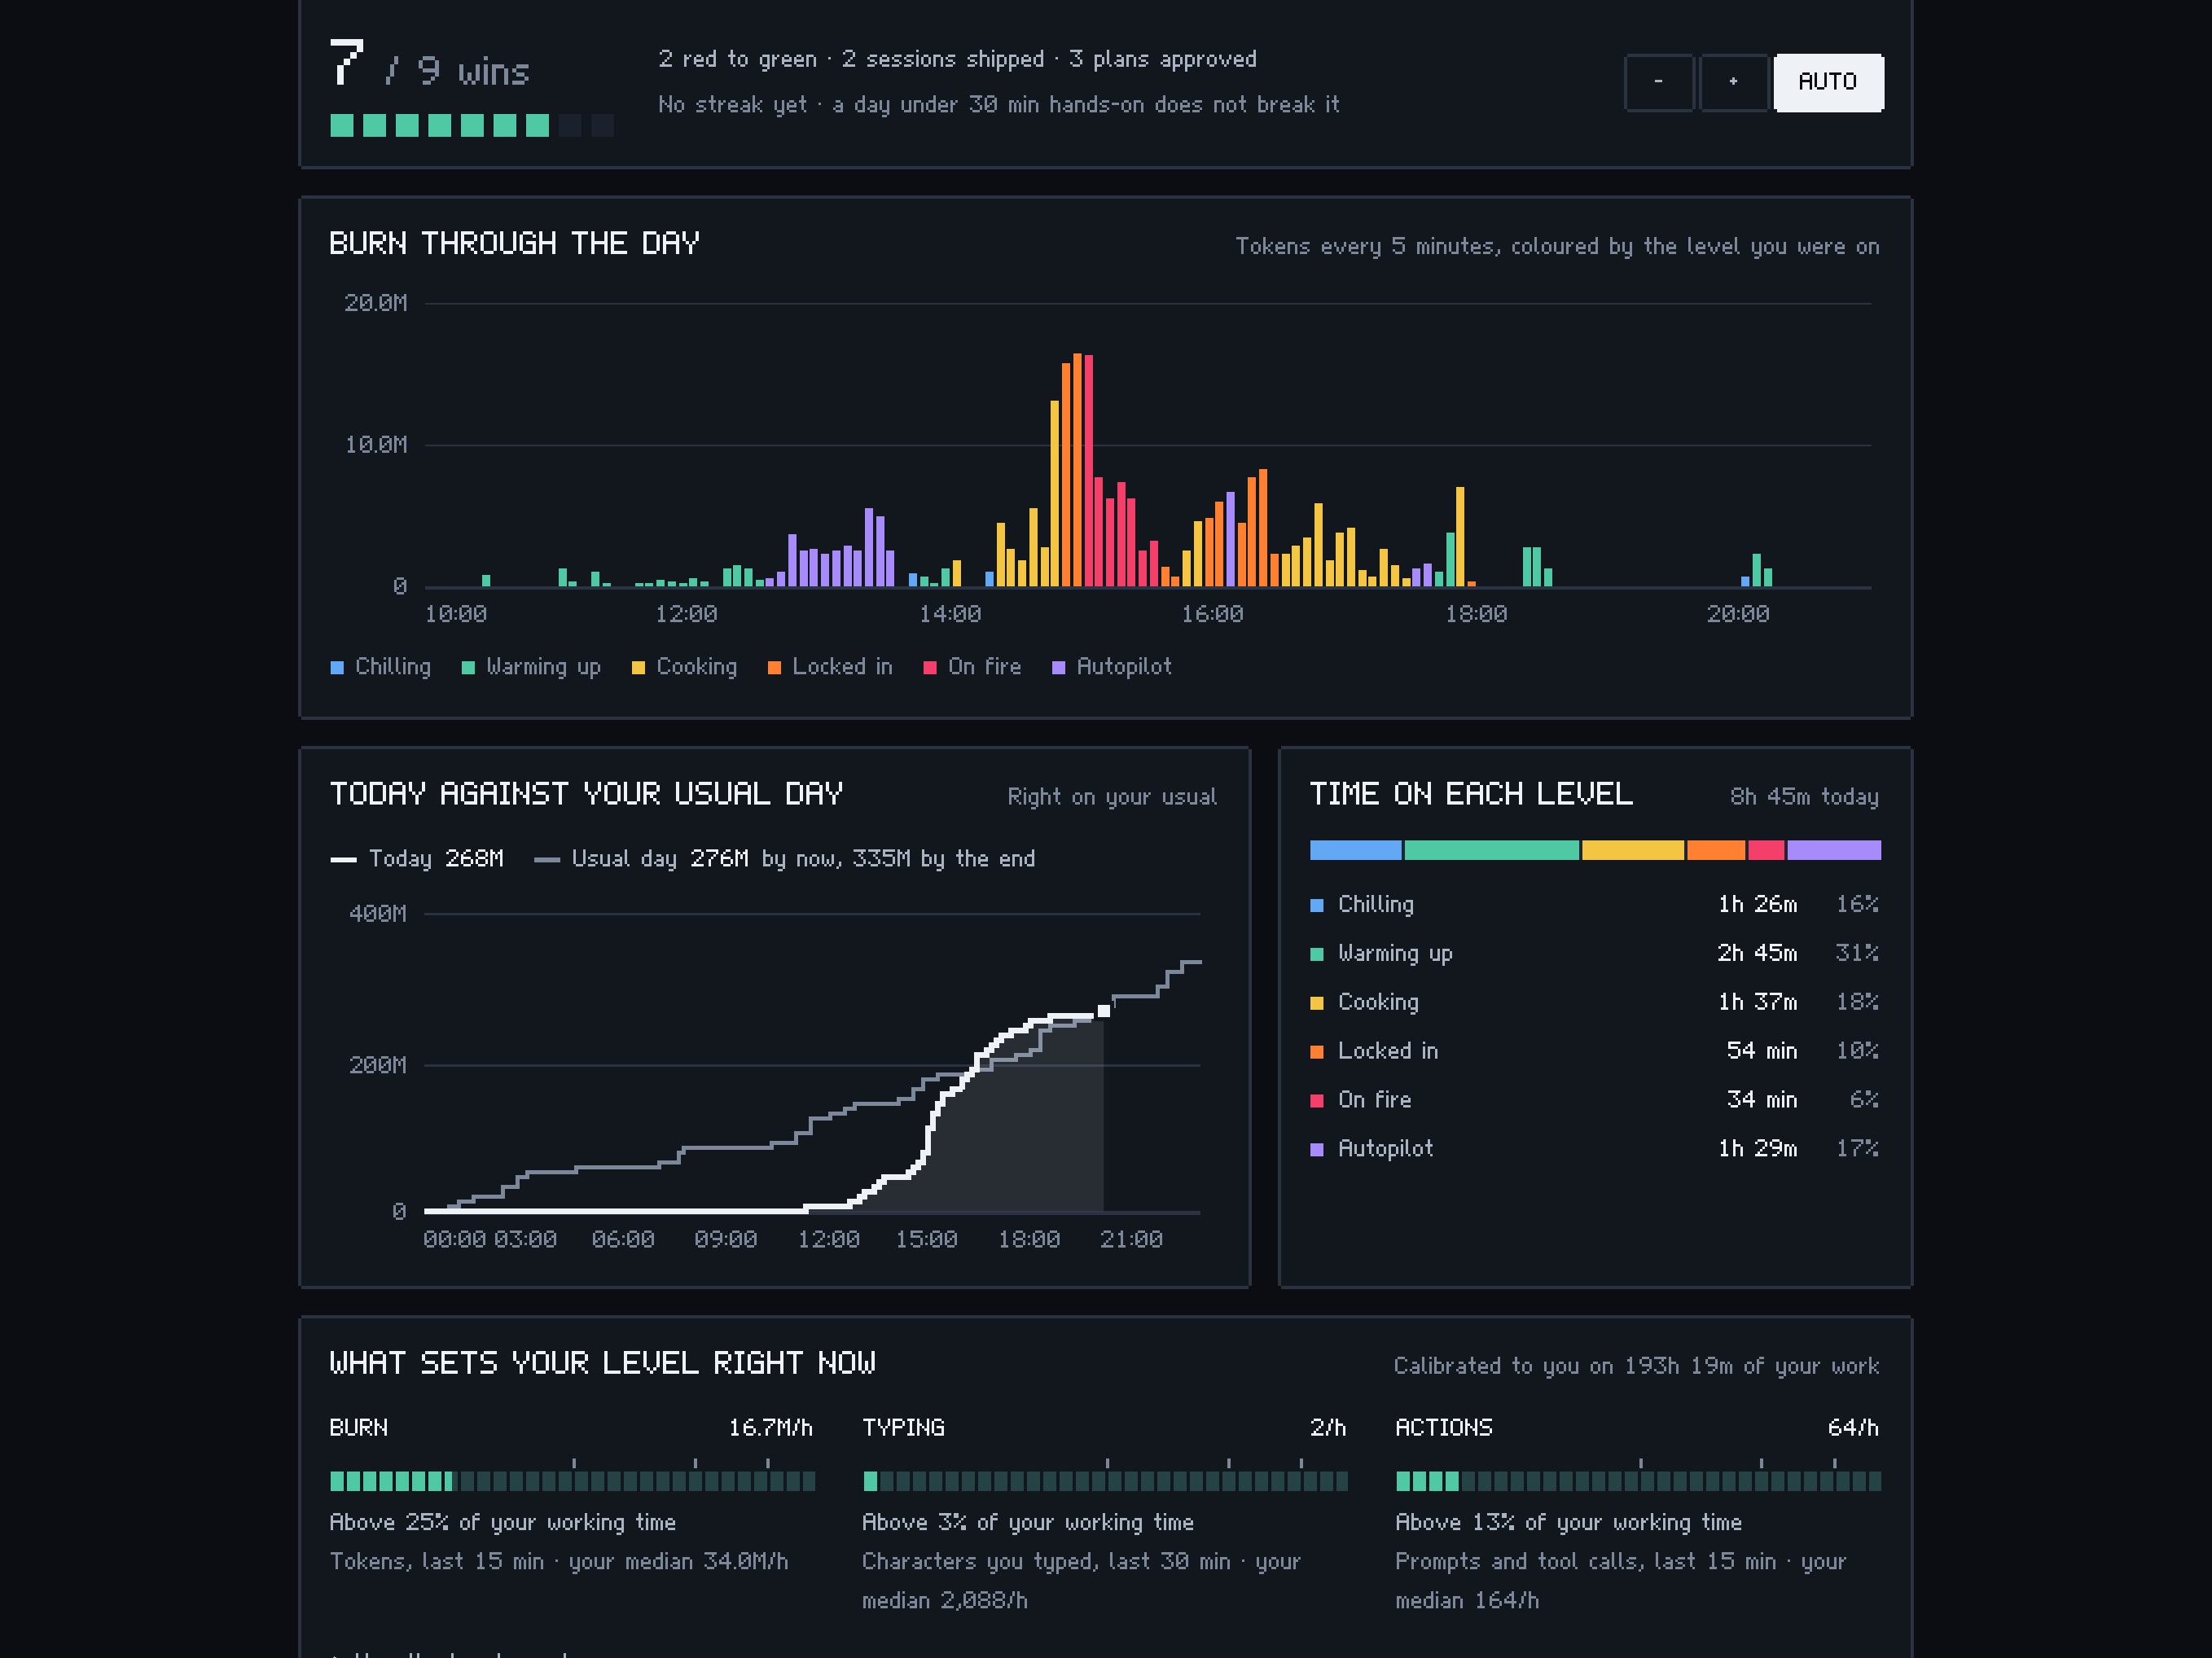 7 / 9 wins
2 red to green · 2 sessions shipped · 3 plans approved
No streak yet · a day under 30 min hands-on does not break it
- + AUTO
BURN THROUGH THE DAY
Tokens every 5 minutes, coloured by the level you were on
20.0M
10.0M
0
10:00 12:00 14:00 16:00 18:00 20:00
Chilling Warming up Cooking Locked in On fire Autopilot
TODAY AGAINST YOUR USUAL DAY
Right on your usual
Today 268M Usual day 276M by now, 335M by the end
400M
200M
0
00:00 03:00 06:00 09:00 12:00 15:00 18:00 21:00
TIME ON EACH LEVEL
8h 45m today
Chilling 1h 26m 16%
Warming up 2h 45m 31%
Cooking 1h 37m 18%
Locked in 54 min 10%
On fire 34 min 6%
Autopilot 1h 29m 17%
WHAT SETS YOUR LEVEL RIGHT NOW
Calibrated to you on 193h 19m of your work
BURN 16.7M/h
Above 25% of your working time
Tokens, last 15 min · your median 34.0M/h
TYPING 2/h
Above 3% of your working time
Characters you typed, last 30 min · your
median 2,088/h
ACTIONS 64/h
Above 13% of your working time
Prompts and tool calls, last 15 min · your
median 164/h